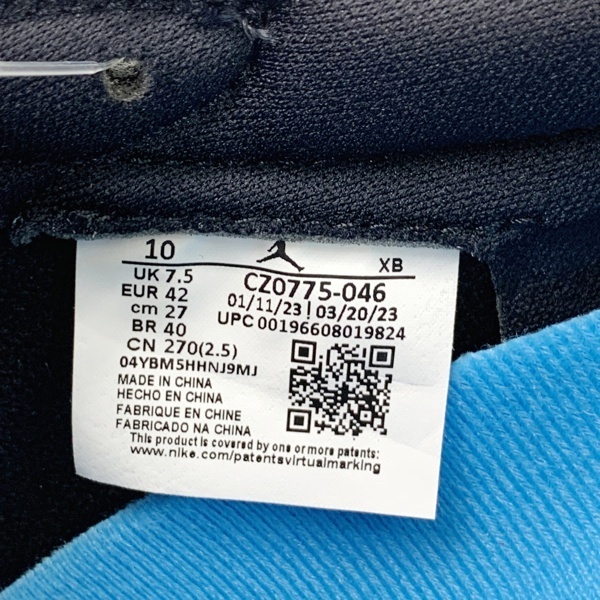 10 XB
UK 7.5
EUR 42
cm 27
BR 40
CN 270(2.5)
CZ0775-046
01/11/23 | 03/20/23
UPC 00196608019824
04YBM5HHNJ9MJ
MADE IN CHINA
HECHO EN CHINA
FABRIQUE EN CHINE
FABRICADO NA CHINA
This product is covered by one or more patents:
www.nike.com/patentsvirtualmarking